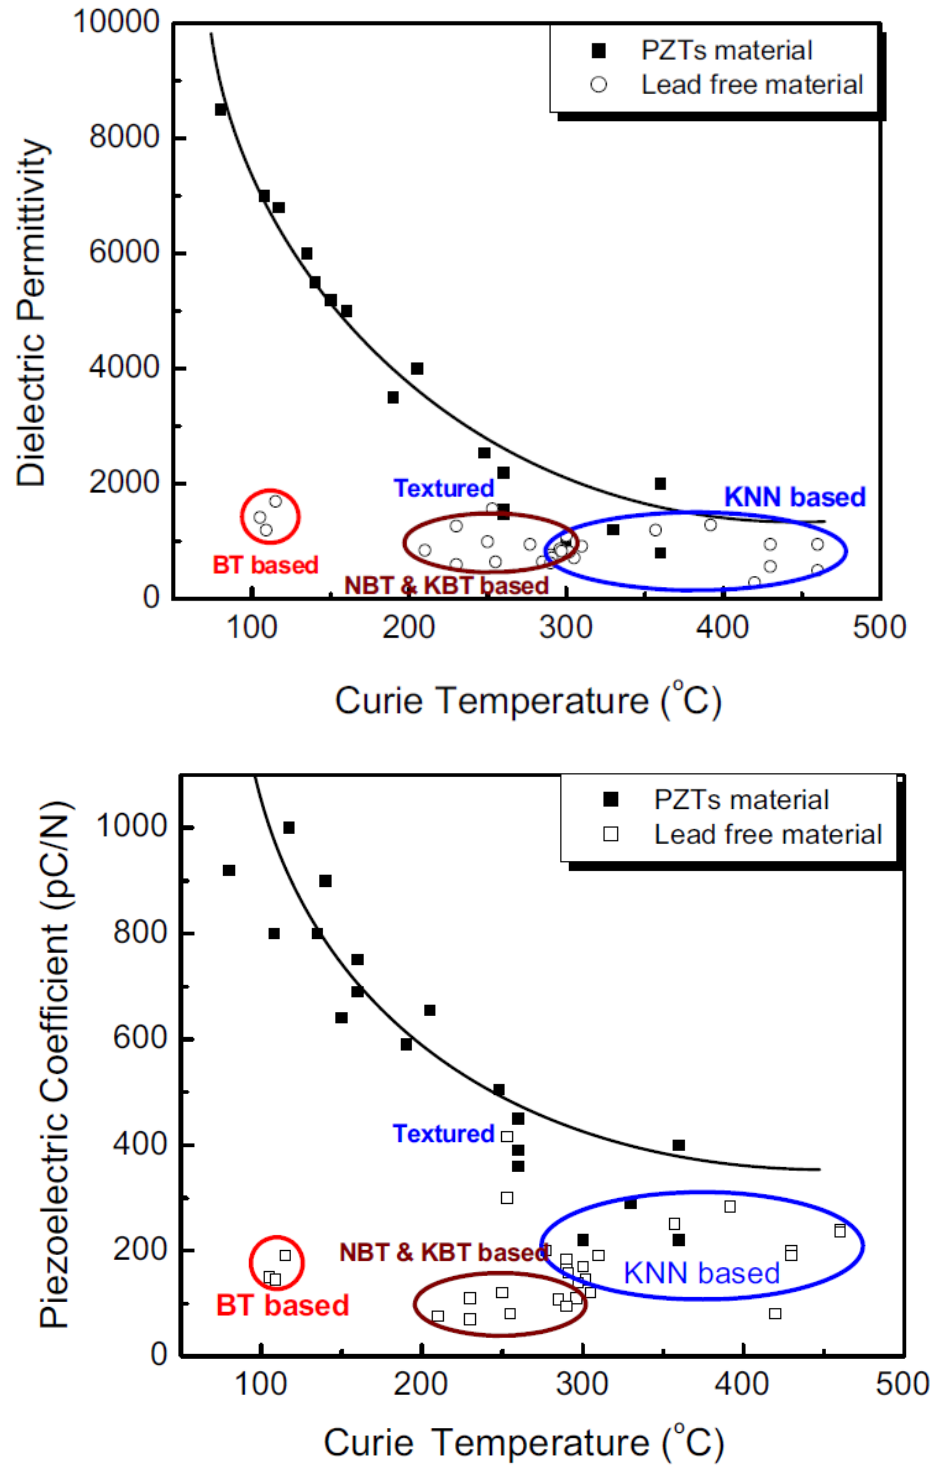 10000
8000
6000
4000
2000
0
Dielectric Permittivity
PZTs material
Lead free material
Textured
KNN based
BT based
NBT & KBT based
100 200 300 400 500
Curie Temperature (°C)
1000
800
600
400
200
0
Piezoelectric Coefficient (pC/N)
PZTs material
Lead free material
Textured
NBT & KBT based
KNN based
BT based
100 200 300 400 500
Curie Temperature (°C)